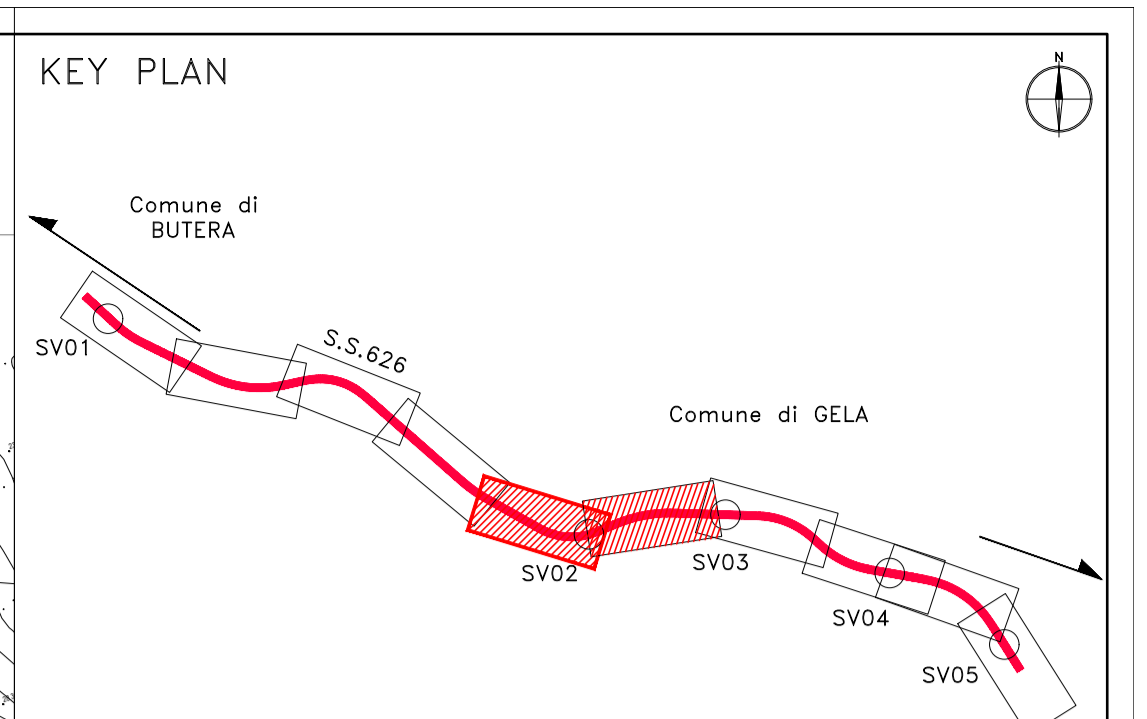 KEY PLAN
N
Comune di
BUTERA
S.S.626
SV01
Comune di GELA
SV02
SV03
SV04
SV05